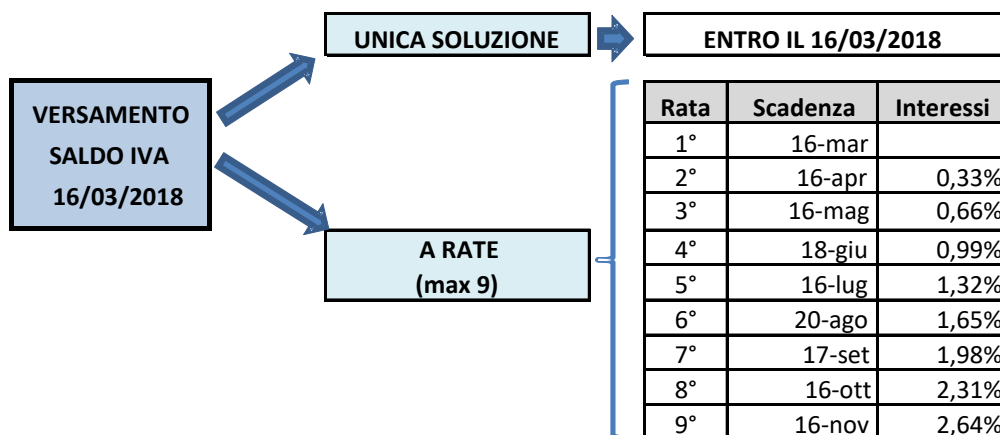 UNICA SOLUZIONE
ENTRO IL 16/03/2018
VERSAMENTO
SALDO IVA
16/03/2018
A RATE
(max 9)
Rata Scadenza Interessi
1° 16-mar
2° 16-apr 0,33%
3° 16-mag 0,66%
4° 18-giu 0,99%
5° 16-lug 1,32%
6° 20-ago 1,65%
7° 17-set 1,98%
8° 16-ott 2,31%
9° 16-nov 2,64%